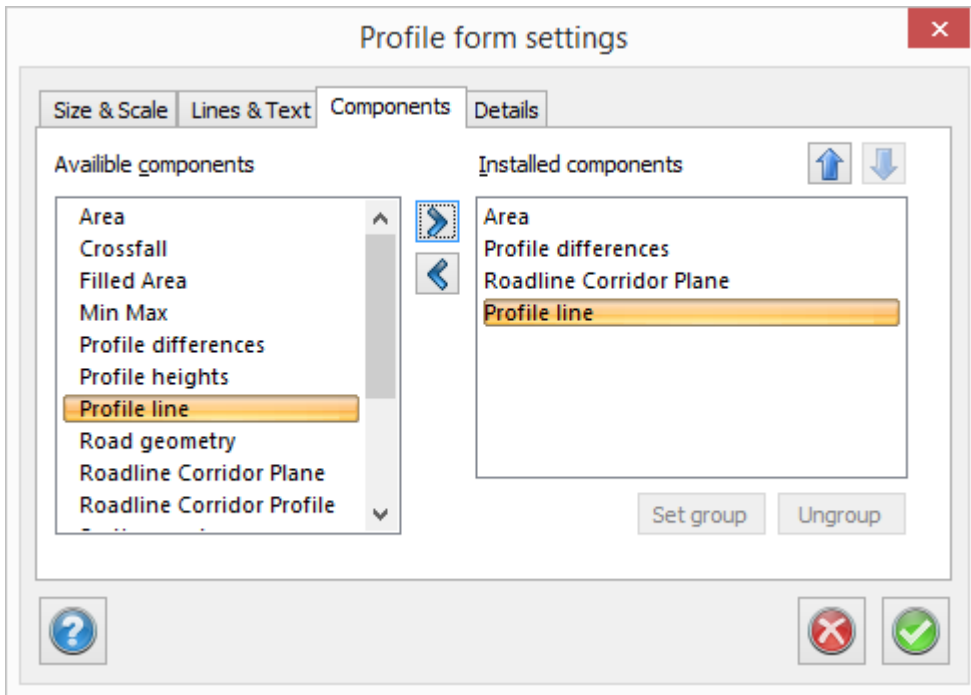 Profile form settings
Size & Scale
Lines & Text
Components
Details
Availible components
Area
Crossfall
Filled Area
Min Max
Profile differences
Profile heights
Profile line
Road geometry
Roadline Corridor Plane
Roadline Corridor Profile
Installed components
Area
Profile differences
Roadline Corridor Plane
Profile line
Set group
Ungroup